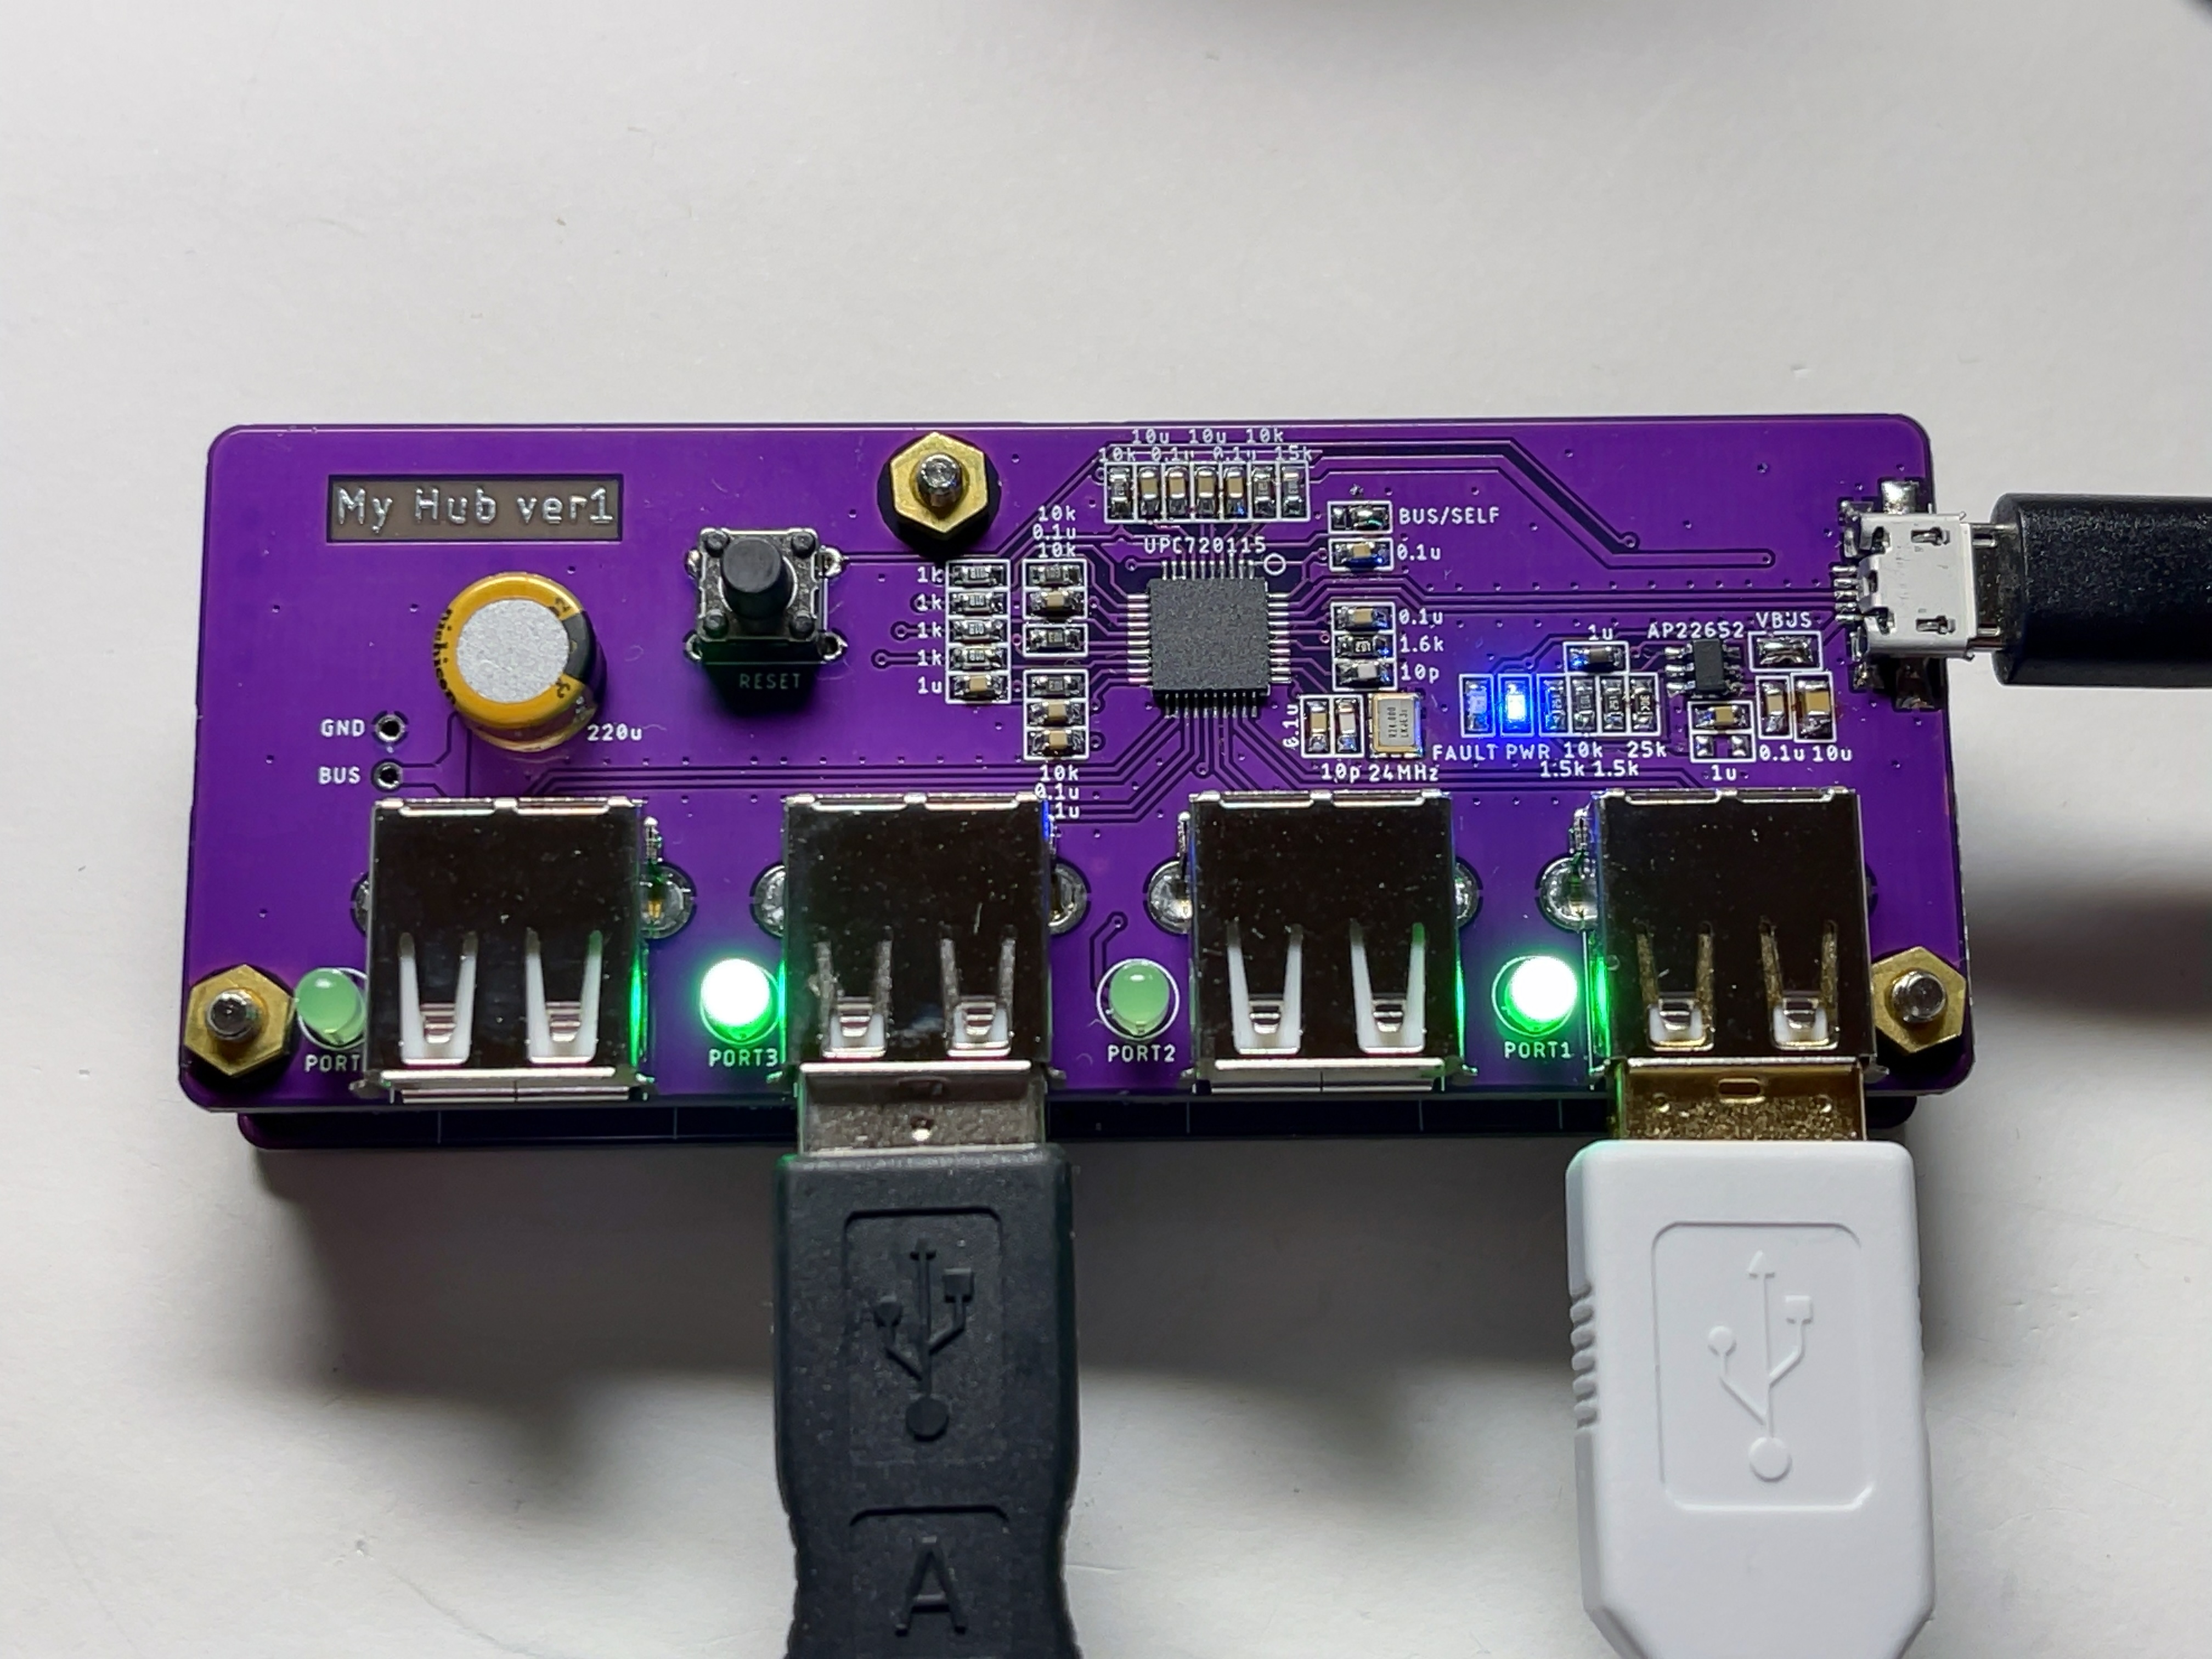 10u 10u 10k
10k 0.1u 0.1u 15k
My Hub ver1
10k
0.1u
10k
BUS/SELF
UPC720115
0.1u
1k
1k
1k
1k
1u
0.1u
1.6k
10p
1u
AP22652
VBUS
RESET
GND
220u
BUS
0.1u
10p 24MHz
FAULT PWR 10k 25k
1.5k 1.5k
1u
0.1u 10u
10k
0.1u
.1u
PORT
PORT3
PORT2
PORT1
A